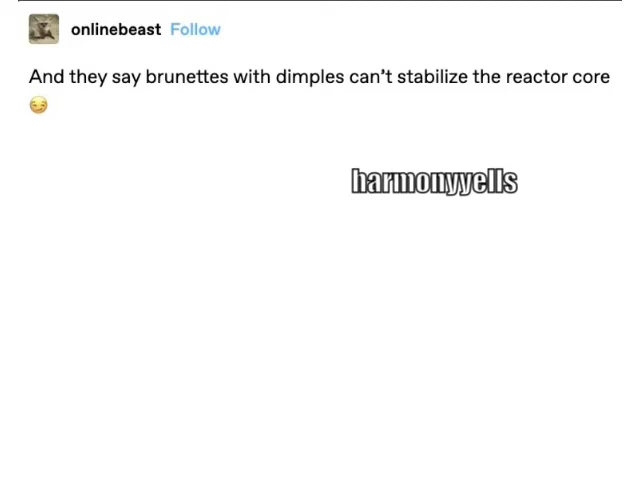 onlinebeast Follow
And they say brunettes with dimples can’t stabilize the reactor core
😏
harmonyyells